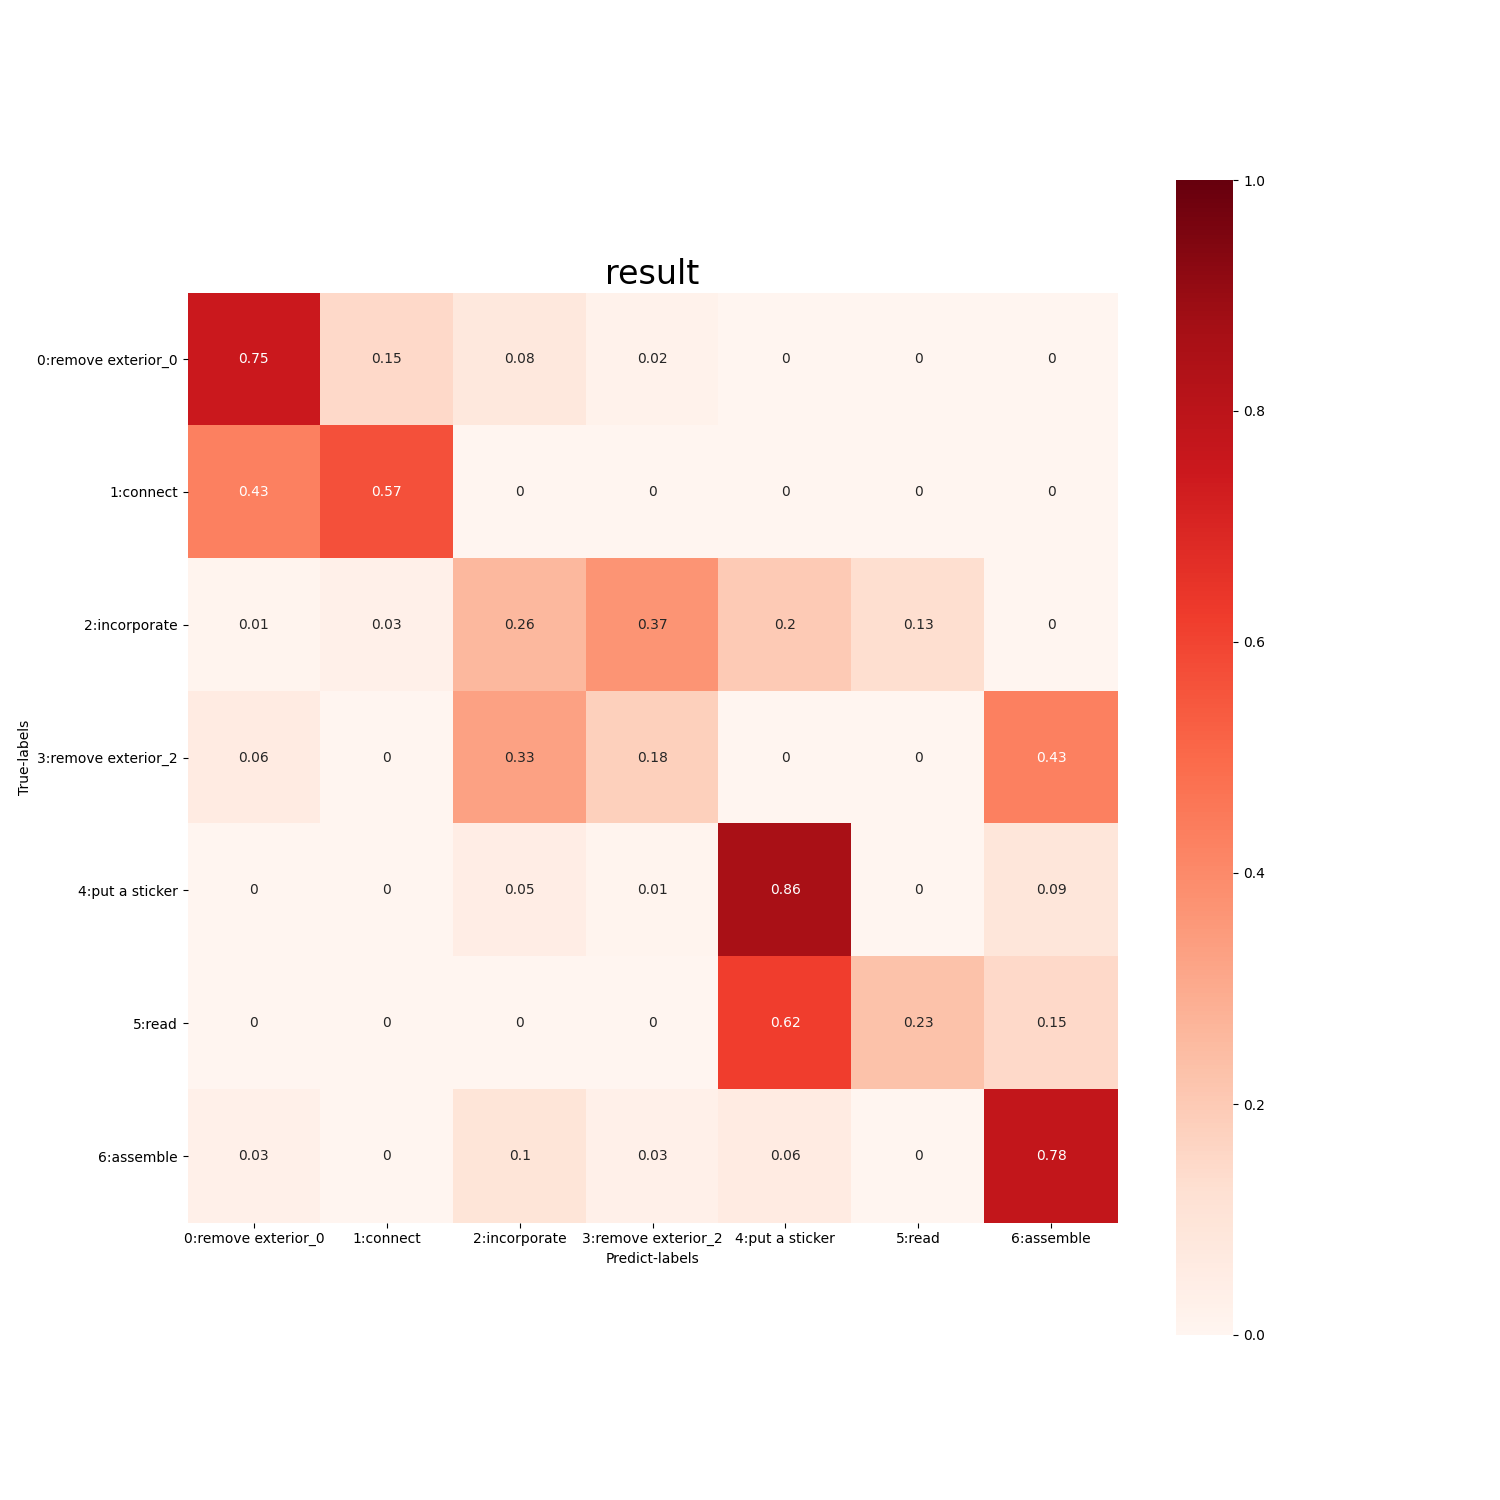 result
0:remove exterior_0 0.75 0.15 0.08 0.02 0 0 0
1:connect 0.43 0.57 0 0 0 0 0
2:incorporate 0.01 0.03 0.26 0.37 0.2 0.13 0
3:remove exterior_2 0.06 0 0.33 0.18 0 0 0.43
4:put a sticker 0 0 0.05 0.01 0.86 0 0.09
5:read 0 0 0 0 0.62 0.23 0.15
6:assemble 0.03 0 0.1 0.03 0.06 0 0.78
True-labels
0:remove exterior_0 1:connect 2:incorporate 3:remove exterior_2 4:put a sticker 5:read 6:assemble
Predict-labels
1.0
0.8
0.6
0.4
0.2
0.0